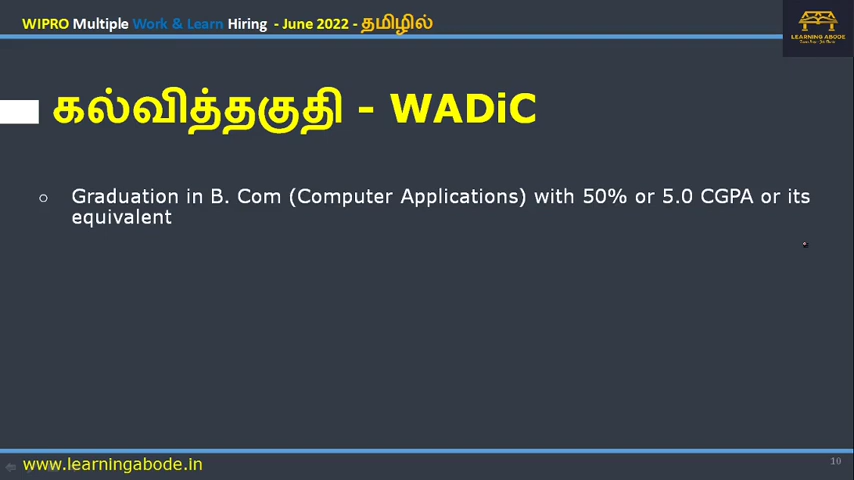 WIPRO Multiple Work & Learn Hiring - June 2022 - தமிழில்
LEARNING ABODE
கல்வித்தகுதி - WADiC
○ Graduation in B. Com (Computer Applications) with 50% or 5.0 CGPA or its
equivalent
www.learningabode.in
10